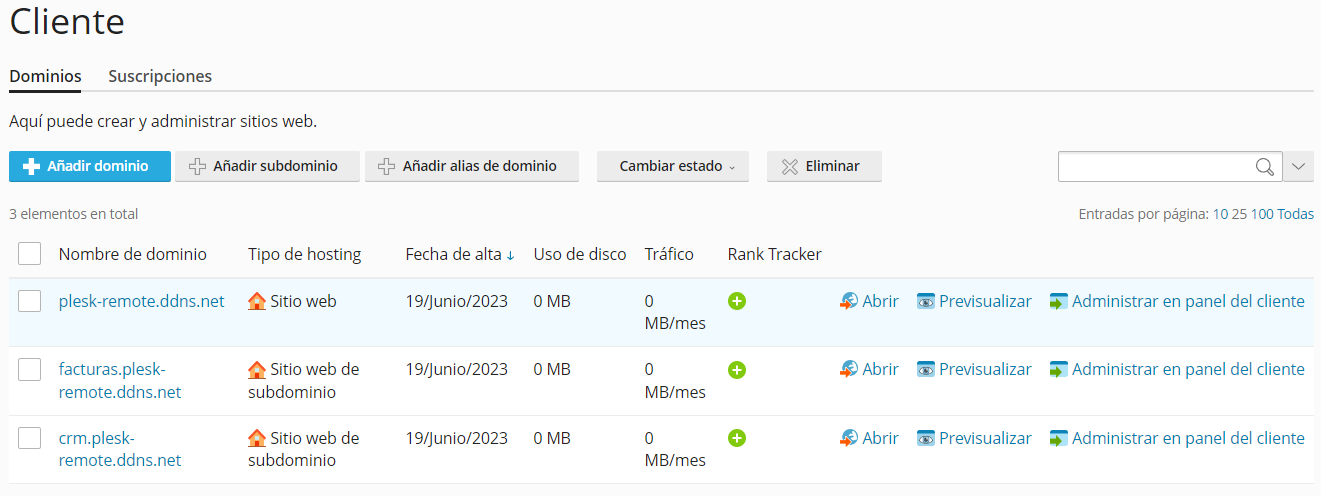 Cliente
Dominios Suscripciones
Aquí puede crear y administrar sitios web.
Añadir dominio Añadir subdominio Añadir alias de dominio Cambiar estado Eliminar
3 elementos en total Entradas por página: 10 25 100 Todas
Nombre de dominio Tipo de hosting Fecha de alta ↓ Uso de disco Tráfico Rank Tracker
plesk-remote.ddns.net Sitio web 19/Junio/2023 0 MB 0 Abrir Previsualizar Administrar en panel del cliente
MB/mes
facturas.plesk- Sitio web de 19/Junio/2023 0 MB 0 Abrir Previsualizar Administrar en panel del cliente
remote.ddns.net subdominio MB/mes
crm.plesk- Sitio web de 19/Junio/2023 0 MB 0 Abrir Previsualizar Administrar en panel del cliente
remote.ddns.net subdominio MB/mes